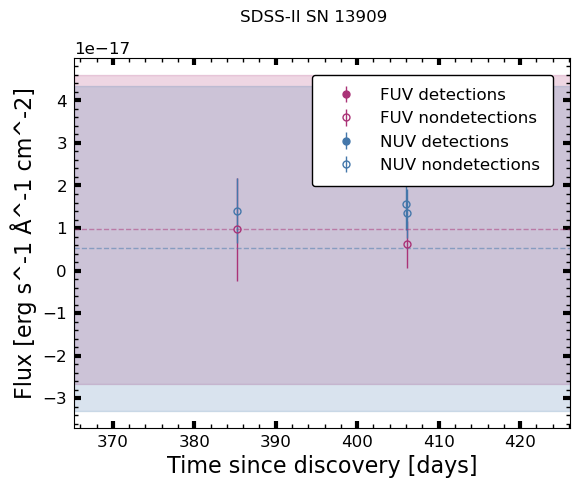 SDSS-II SN 13909
1e−17
FUV detections
FUV nondetections
NUV detections
NUV nondetections
4
3
2
1
0
−1
−2
−3
Flux [erg s^-1 Å^-1 cm^-2]
370 380 390 400 410 420
Time since discovery [days]